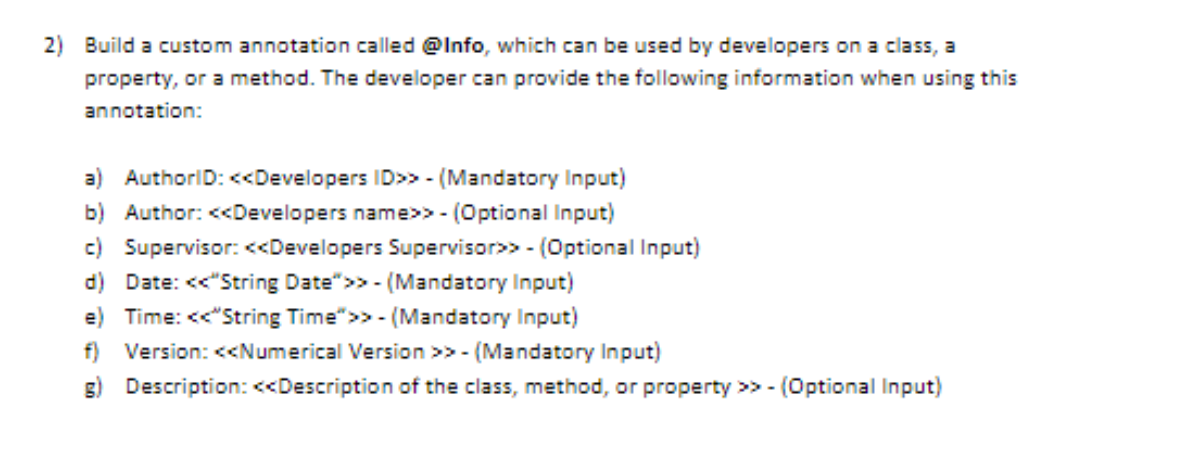 2) Build a custom annotation called @Info, which can be used by developers on a class, a
property, or a method. The developer can provide the following information when using this
annotation:
a) AuthorID: <<Developers ID>> - (Mandatory Input)
b) Author: <<Developers name>> - (Optional Input)
c) Supervisor: <<Developers Supervisor>> - (Optional Input)
d) Date: <<“String Date“>> - (Mandatory Input)
e) Time: <<“String Time“>> - (Mandatory Input)
f) Version: <<Numerical Version >> - (Mandatory Input)
g) Description: <<Description of the class, method, or property >> - (Optional Input)